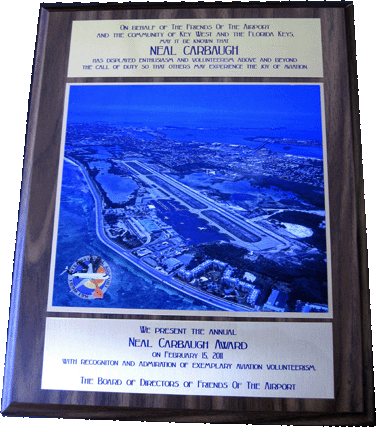 On behalf of The Friends Of The Airport
and the community of Key West and the Florida Keys,
may it be known that
NEAL CARBAUGH
has displayed enthusiasm and volunteerism above and beyond
the call of duty so that others may experience the joy of aviation.
We present the annual
Neal Carbaugh Award
on February 15, 2011
with recogniton and admiration of exemplary aviation volunteerism.
The Board of Directors of Friends Of The Airport